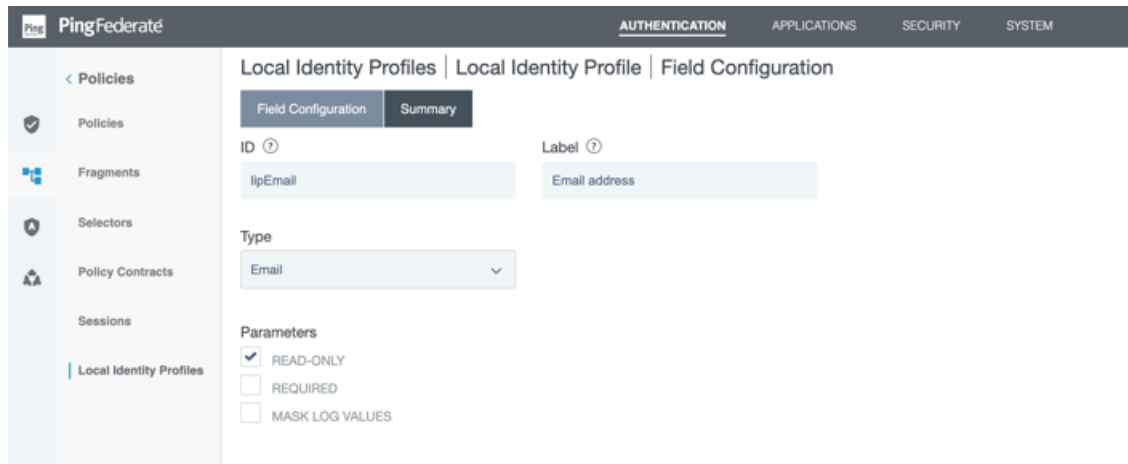 Ping
PingFederate
AUTHENTICATION
APPLICATIONS
SECURITY
SYSTEM
< Policies
Policies
Fragments
Selectors
Policy Contracts
Sessions
Local Identity Profiles
Local Identity Profiles | Local Identity Profile | Field Configuration
Field Configuration
Summary
ID ?
Label ?
lipEmail
Email address
Type
Email
Parameters
READ-ONLY
REQUIRED
MASK LOG VALUES